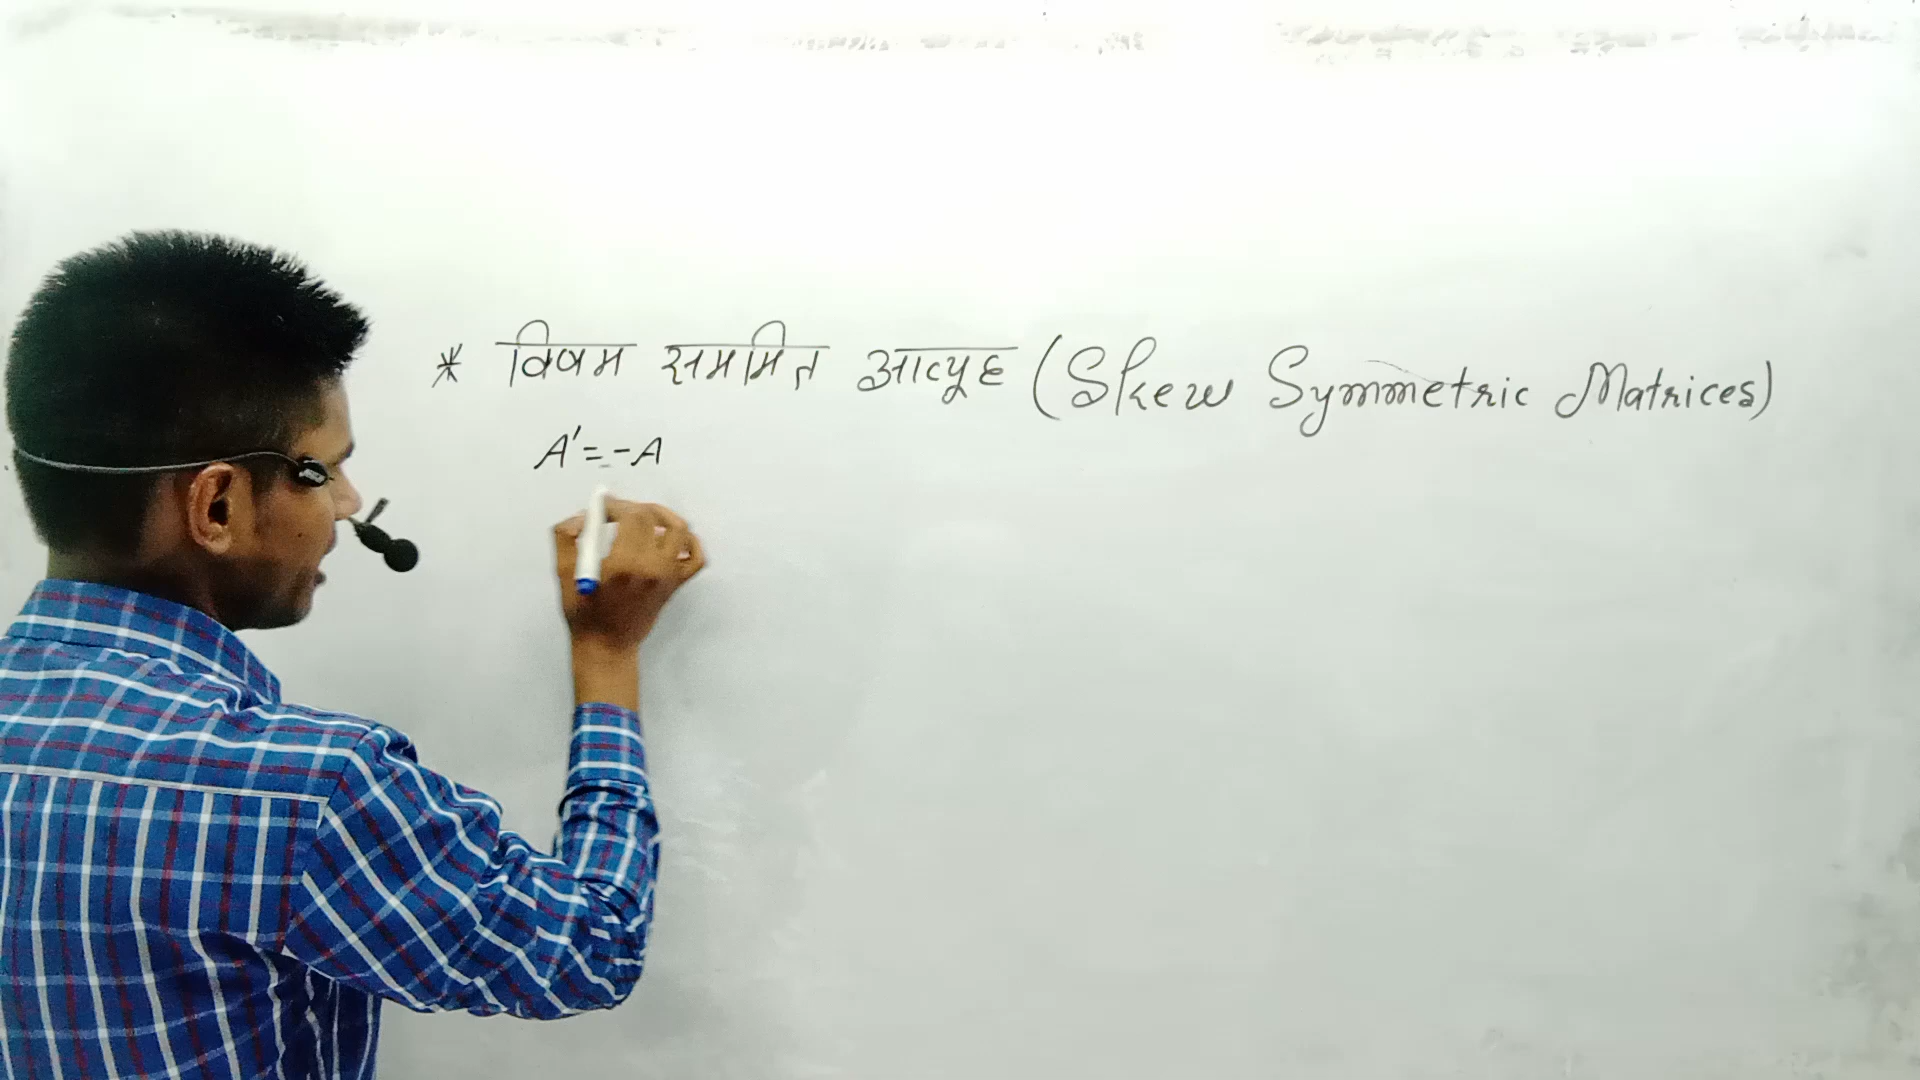 * विषम सममित आव्यूह (Skew Symmetric Matrices)
A' = -A